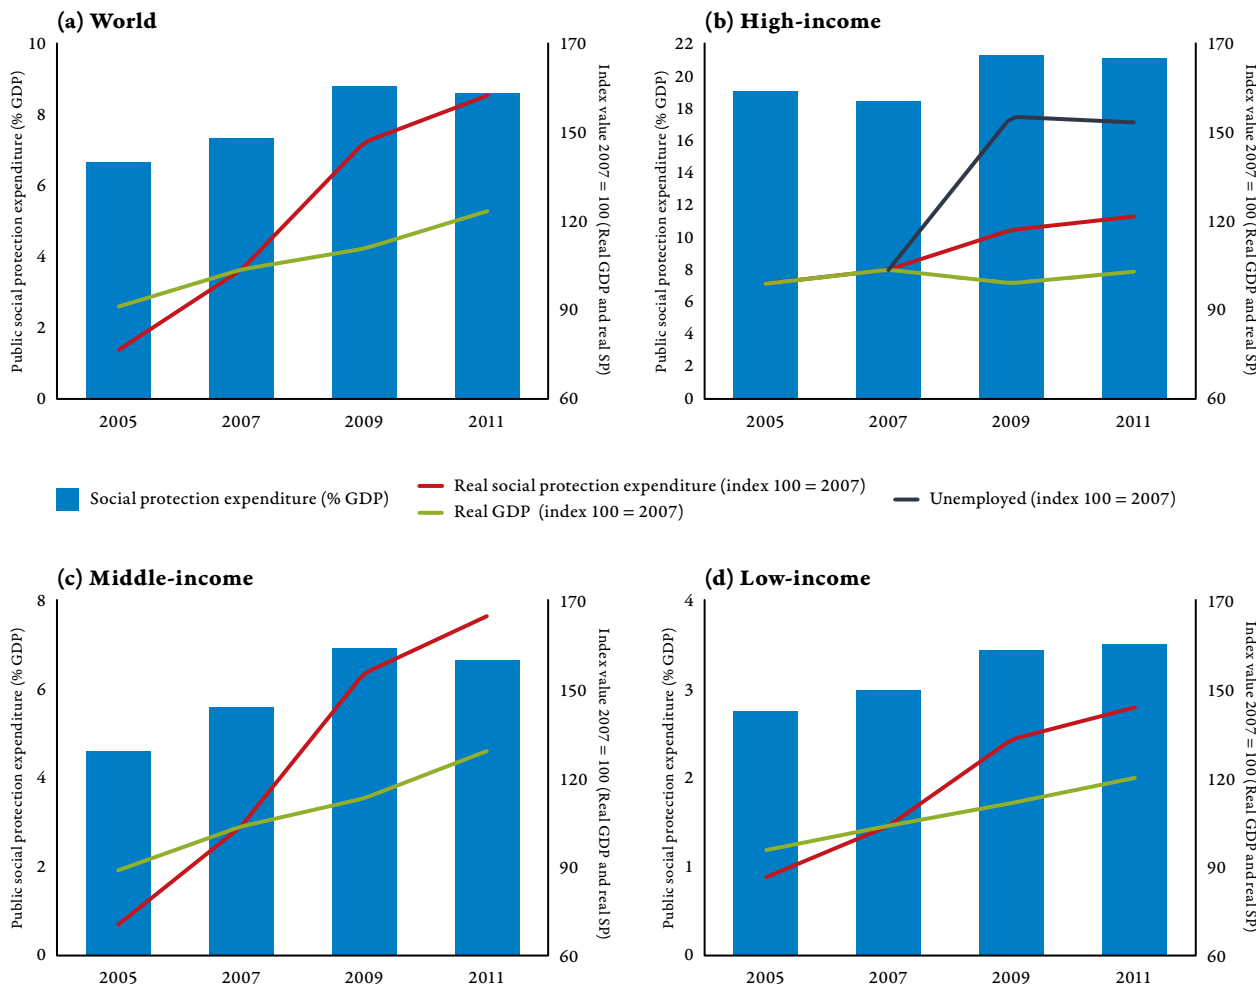 (a) World
10
8
6
4
2
0
Public social protection expenditure (% GDP)
170
150
120
90
60
Index value 2007 = 100 (Real GDP and real SP)
2005 2007 2009 2011
(b) High-income
22
20
18
16
14
12
10
8
6
4
2
0
Public social protection expenditure (% GDP)
170
150
120
90
60
Index value 2007 = 100 (Real GDP and real SP)
2005 2007 2009 2011
Social protection expenditure (% GDP)
Real social protection expenditure (index 100 = 2007)
Real GDP (index 100 = 2007)
Unemployed (index 100 = 2007)
(c) Middle-income
8
6
4
2
0
Public social protection expenditure (% GDP)
170
150
120
90
60
Index value 2007 = 100 (Real GDP and real SP)
2005 2007 2009 2011
(d) Low-income
4
3
2
1
0
Public social protection expenditure (% GDP)
170
150
120
90
60
Index value 2007 = 100 (Real GDP and real SP)
2005 2007 2009 2011